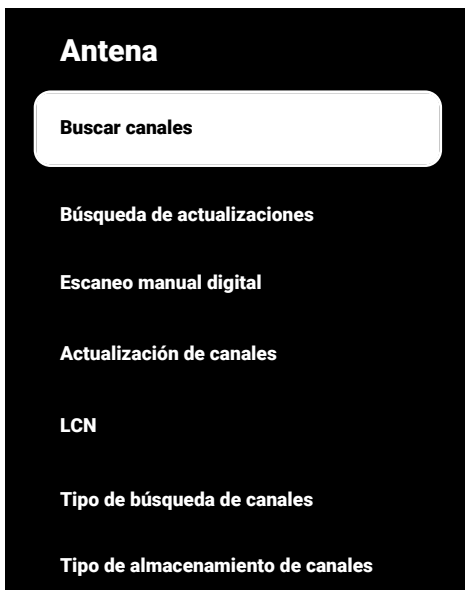 Antena
Buscar canales
Búsqueda de actualizaciones
Escaneo manual digital
Actualización de canales
LCN
Tipo de búsqueda de canales
Tipo de almacenamiento de canales